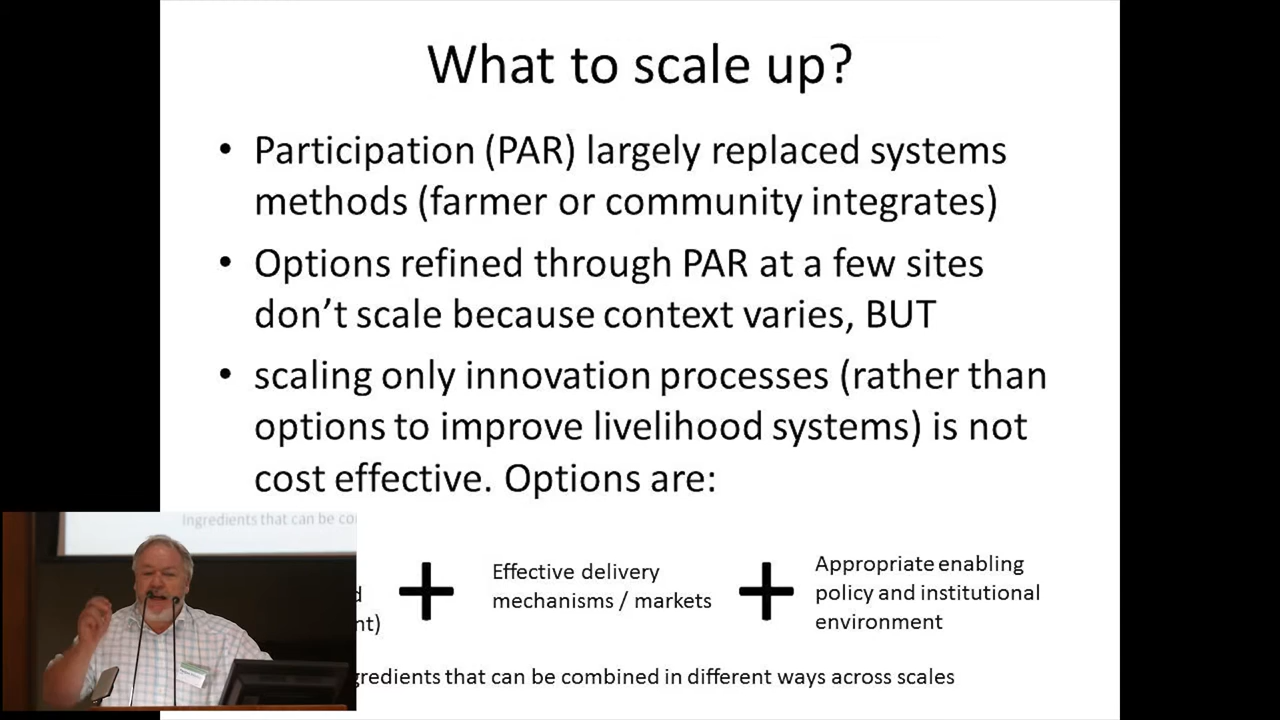 What to scale up?
• Participation (PAR) largely replaced systems
methods (farmer or community integrates)
• Options refined through PAR at a few sites
don’t scale because context varies, BUT
• scaling only innovation processes (rather than
options to improve livelihood systems) is not
cost effective. Options are:
Ingredients that can be
+
Effective delivery
mechanisms / markets
+
Appropriate enabling
policy and institutional
environment
that can be combined in different ways across scales